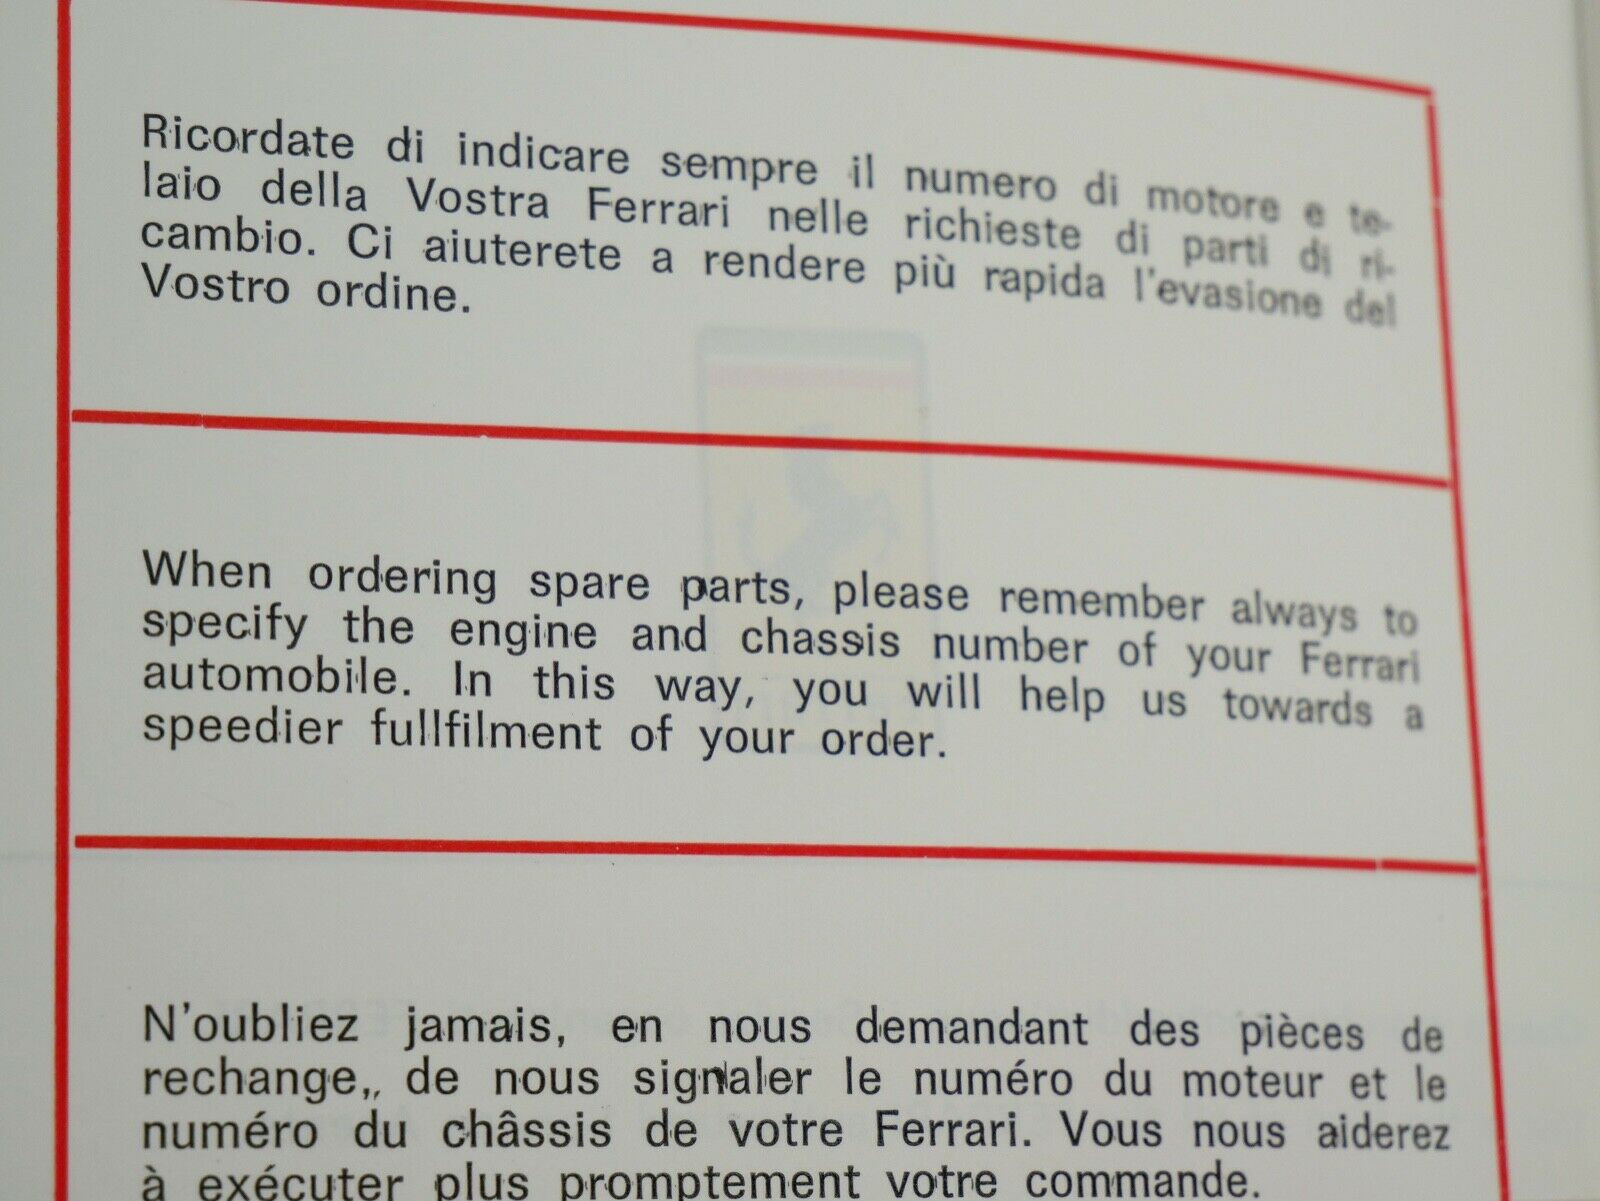 Ricordate di indicare sempre il numero di motore e te-
laio della Vostra Ferrari nelle richieste di parti di ri-
cambio. Ci aiuterete a rendere più rapida l'evasione del
Vostro ordine.
When ordering spare parts, please remember always to
specify the engine and chassis number of your Ferrari
automobile. In this way, you will help us towards a
speedier fullfilment of your order.
N'oubliez jamais, en nous demandant des pièces de
rechange,, de nous signaler le numéro du moteur et le
numéro du châssis de votre Ferrari. Vous nous aiderez
à exécuter plus promptement votre commande.